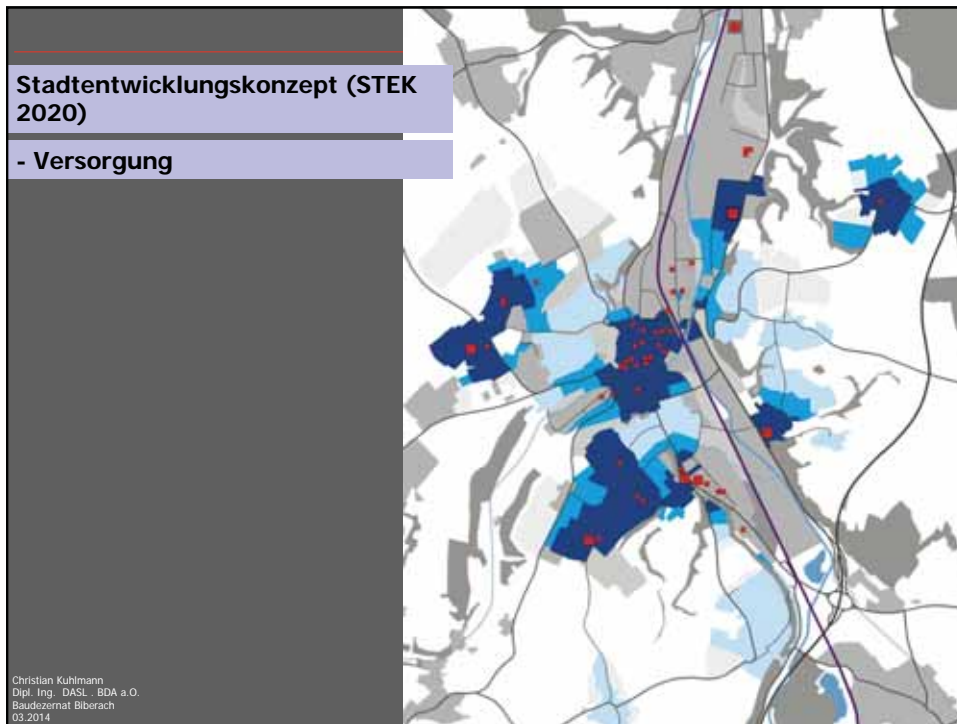 Stadtentwicklungskonzept (STEK
2020)
- Versorgung
Christian Kuhlmann
Dipl. Ing. DASL . BDA a.O.
Baudezernat Biberach
03.2014